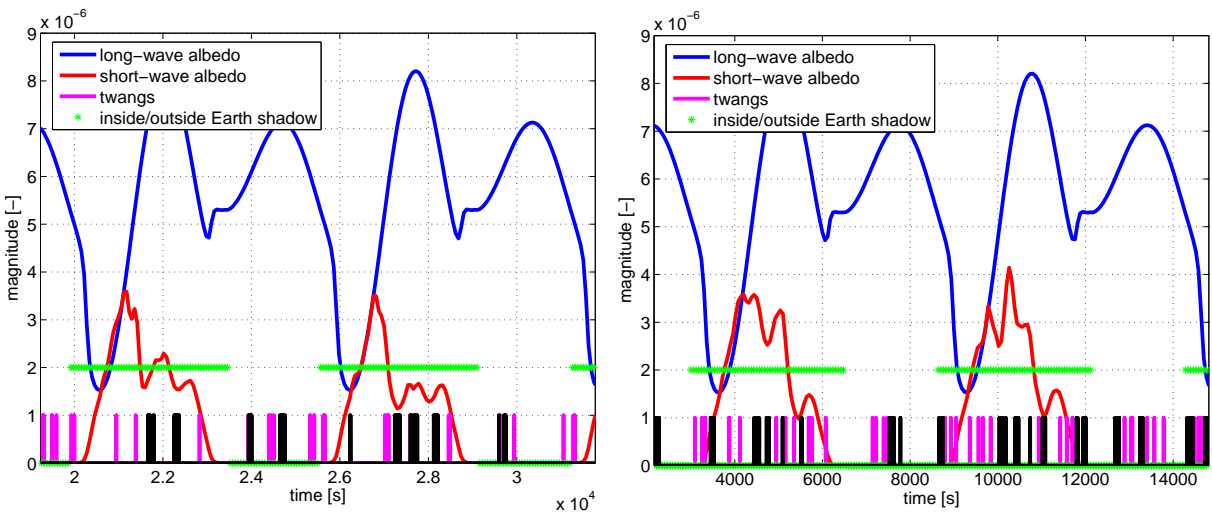 x 10⁻⁶
9
8
7
6
5
4
3
2
1
0
magnitude [−]
long−wave albedo
short−wave albedo
twangs
inside/outside Earth shadow
2 2.2 2.4 2.6 2.8 3
time [s]
x 10⁴
x 10⁻⁶
9
8
7
6
5
4
3
2
1
0
magnitude [−]
long−wave albedo
short−wave albedo
twangs
inside/outside Earth shadow
4000 6000 8000 10000 12000 14000
time [s]